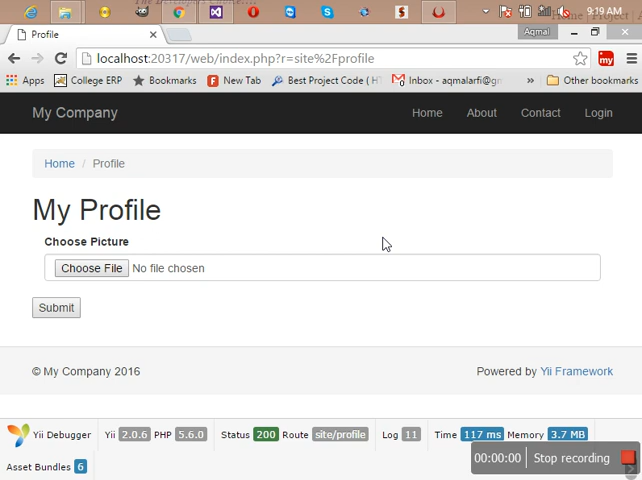 9:19 AM
Profile
Aqmal
localhost:20317/web/index.php?r=site%2Fprofile
Apps College ERP Bookmarks New Tab Best Project Code ( HT Inbox - aqmalarfi@ » Other bookmarks
My Company Home About Contact Login
Home / Profile
My Profile
Choose Picture
Choose File No file chosen
Submit
© My Company 2016 Powered by Yii Framework
Yii Debugger Yii 2.0.6 PHP 5.6.0 Status 200 Route site/profile Log 11 Time 117 ms Memory 3.7 MB
Asset Bundles 6
00:00:00 Stop recording